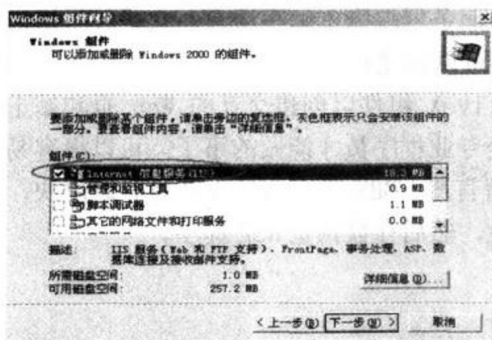 Windows 组件向导
Windows 组件
可以添加或删除 Windows 2000 的组件。
要添加或删除某个组件，请单击旁边的复选框。灰色框表示只会安装该组件的
一部分。要查看组件内容，请单击“详细信息”。
组件(C):
Internet 信息服务(IIS) 18.2 MB
管理和监视工具 0.9 MB
脚本调试器 1.1 MB
其它的网络文件和打印服务 0.0 MB
描述: IIS 服务(Web 和 FTP 支持)、FrontPage、事务处理、ASP、数
据库连接及接收邮件支持。
所需磁盘空间: 1.0 MB
可用磁盘空间: 257.2 MB
详细信息(D)...
<上一步(B) 下一步(N)> 取消